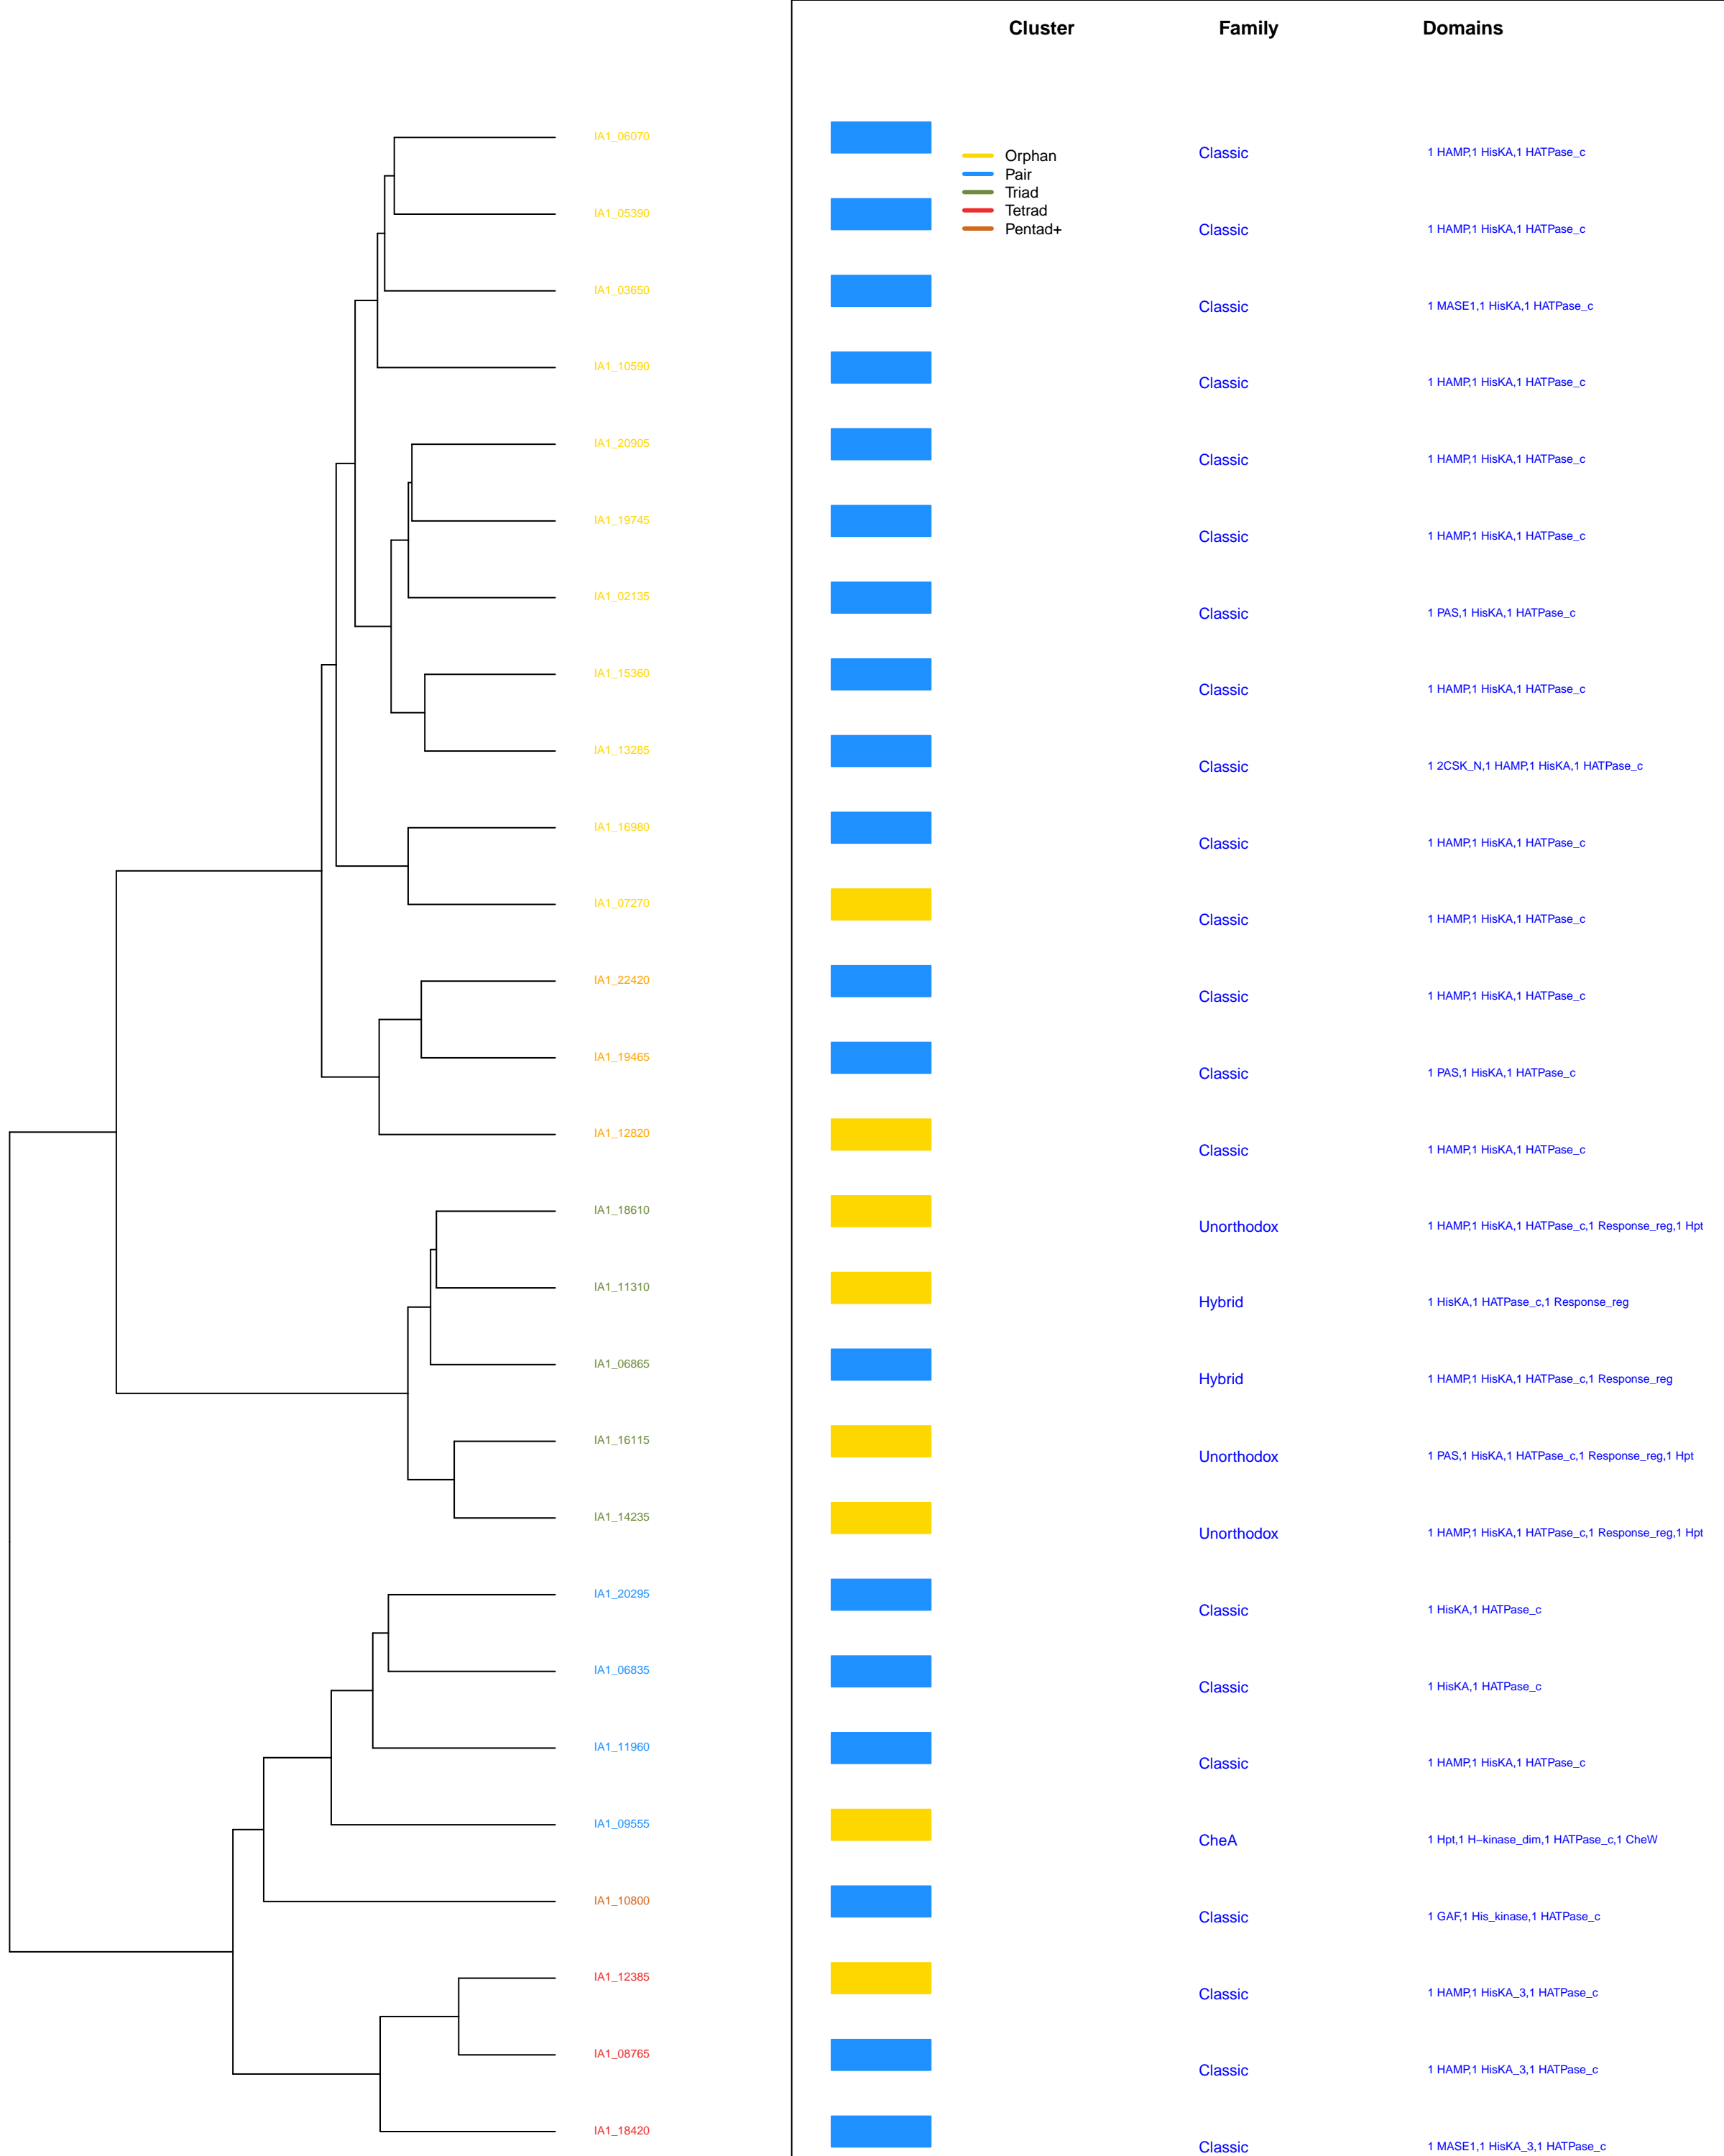 Cluster Family Domains
IA1_06070 Classic 1 HAMP,1 HisKA,1 HATPase_c
Orphan
Pair
Triad
Tetrad
Pentad+
IA1_05390 Classic 1 HAMP,1 HisKA,1 HATPase_c
IA1_03650 Classic 1 MASE1,1 HisKA,1 HATPase_c
IA1_10590 Classic 1 HAMP,1 HisKA,1 HATPase_c
IA1_20905 Classic 1 HAMP,1 HisKA,1 HATPase_c
IA1_19745 Classic 1 HAMP,1 HisKA,1 HATPase_c
IA1_02135 Classic 1 PAS,1 HisKA,1 HATPase_c
IA1_15360 Classic 1 HAMP,1 HisKA,1 HATPase_c
IA1_13285 Classic 1 2CSK_N,1 HAMP,1 HisKA,1 HATPase_c
IA1_16980 Classic 1 HAMP,1 HisKA,1 HATPase_c
IA1_07270 Classic 1 HAMP,1 HisKA,1 HATPase_c
IA1_22420 Classic 1 HAMP,1 HisKA,1 HATPase_c
IA1_19465 Classic 1 PAS,1 HisKA,1 HATPase_c
IA1_12820 Classic 1 HAMP,1 HisKA,1 HATPase_c
IA1_18610 Unorthodox 1 HAMP,1 HisKA,1 HATPase_c,1 Response_reg,1 Hpt
IA1_11310 Hybrid 1 HisKA,1 HATPase_c,1 Response_reg
IA1_06865 Hybrid 1 HAMP,1 HisKA,1 HATPase_c,1 Response_reg
IA1_16115 Unorthodox 1 PAS,1 HisKA,1 HATPase_c,1 Response_reg,1 Hpt
IA1_14235 Unorthodox 1 HAMP,1 HisKA,1 HATPase_c,1 Response_reg,1 Hpt
IA1_20295 Classic 1 HisKA,1 HATPase_c
IA1_06835 Classic 1 HisKA,1 HATPase_c
IA1_11960 Classic 1 HAMP,1 HisKA,1 HATPase_c
IA1_09555 CheA 1 Hpt,1 H−kinase_dim,1 HATPase_c,1 CheW
IA1_10800 Classic 1 GAF,1 His_kinase,1 HATPase_c
IA1_12385 Classic 1 HAMP,1 HisKA_3,1 HATPase_c
IA1_08765 Classic 1 HAMP,1 HisKA_3,1 HATPase_c
IA1_18420 Classic 1 MASE1,1 HisKA_3,1 HATPase_c